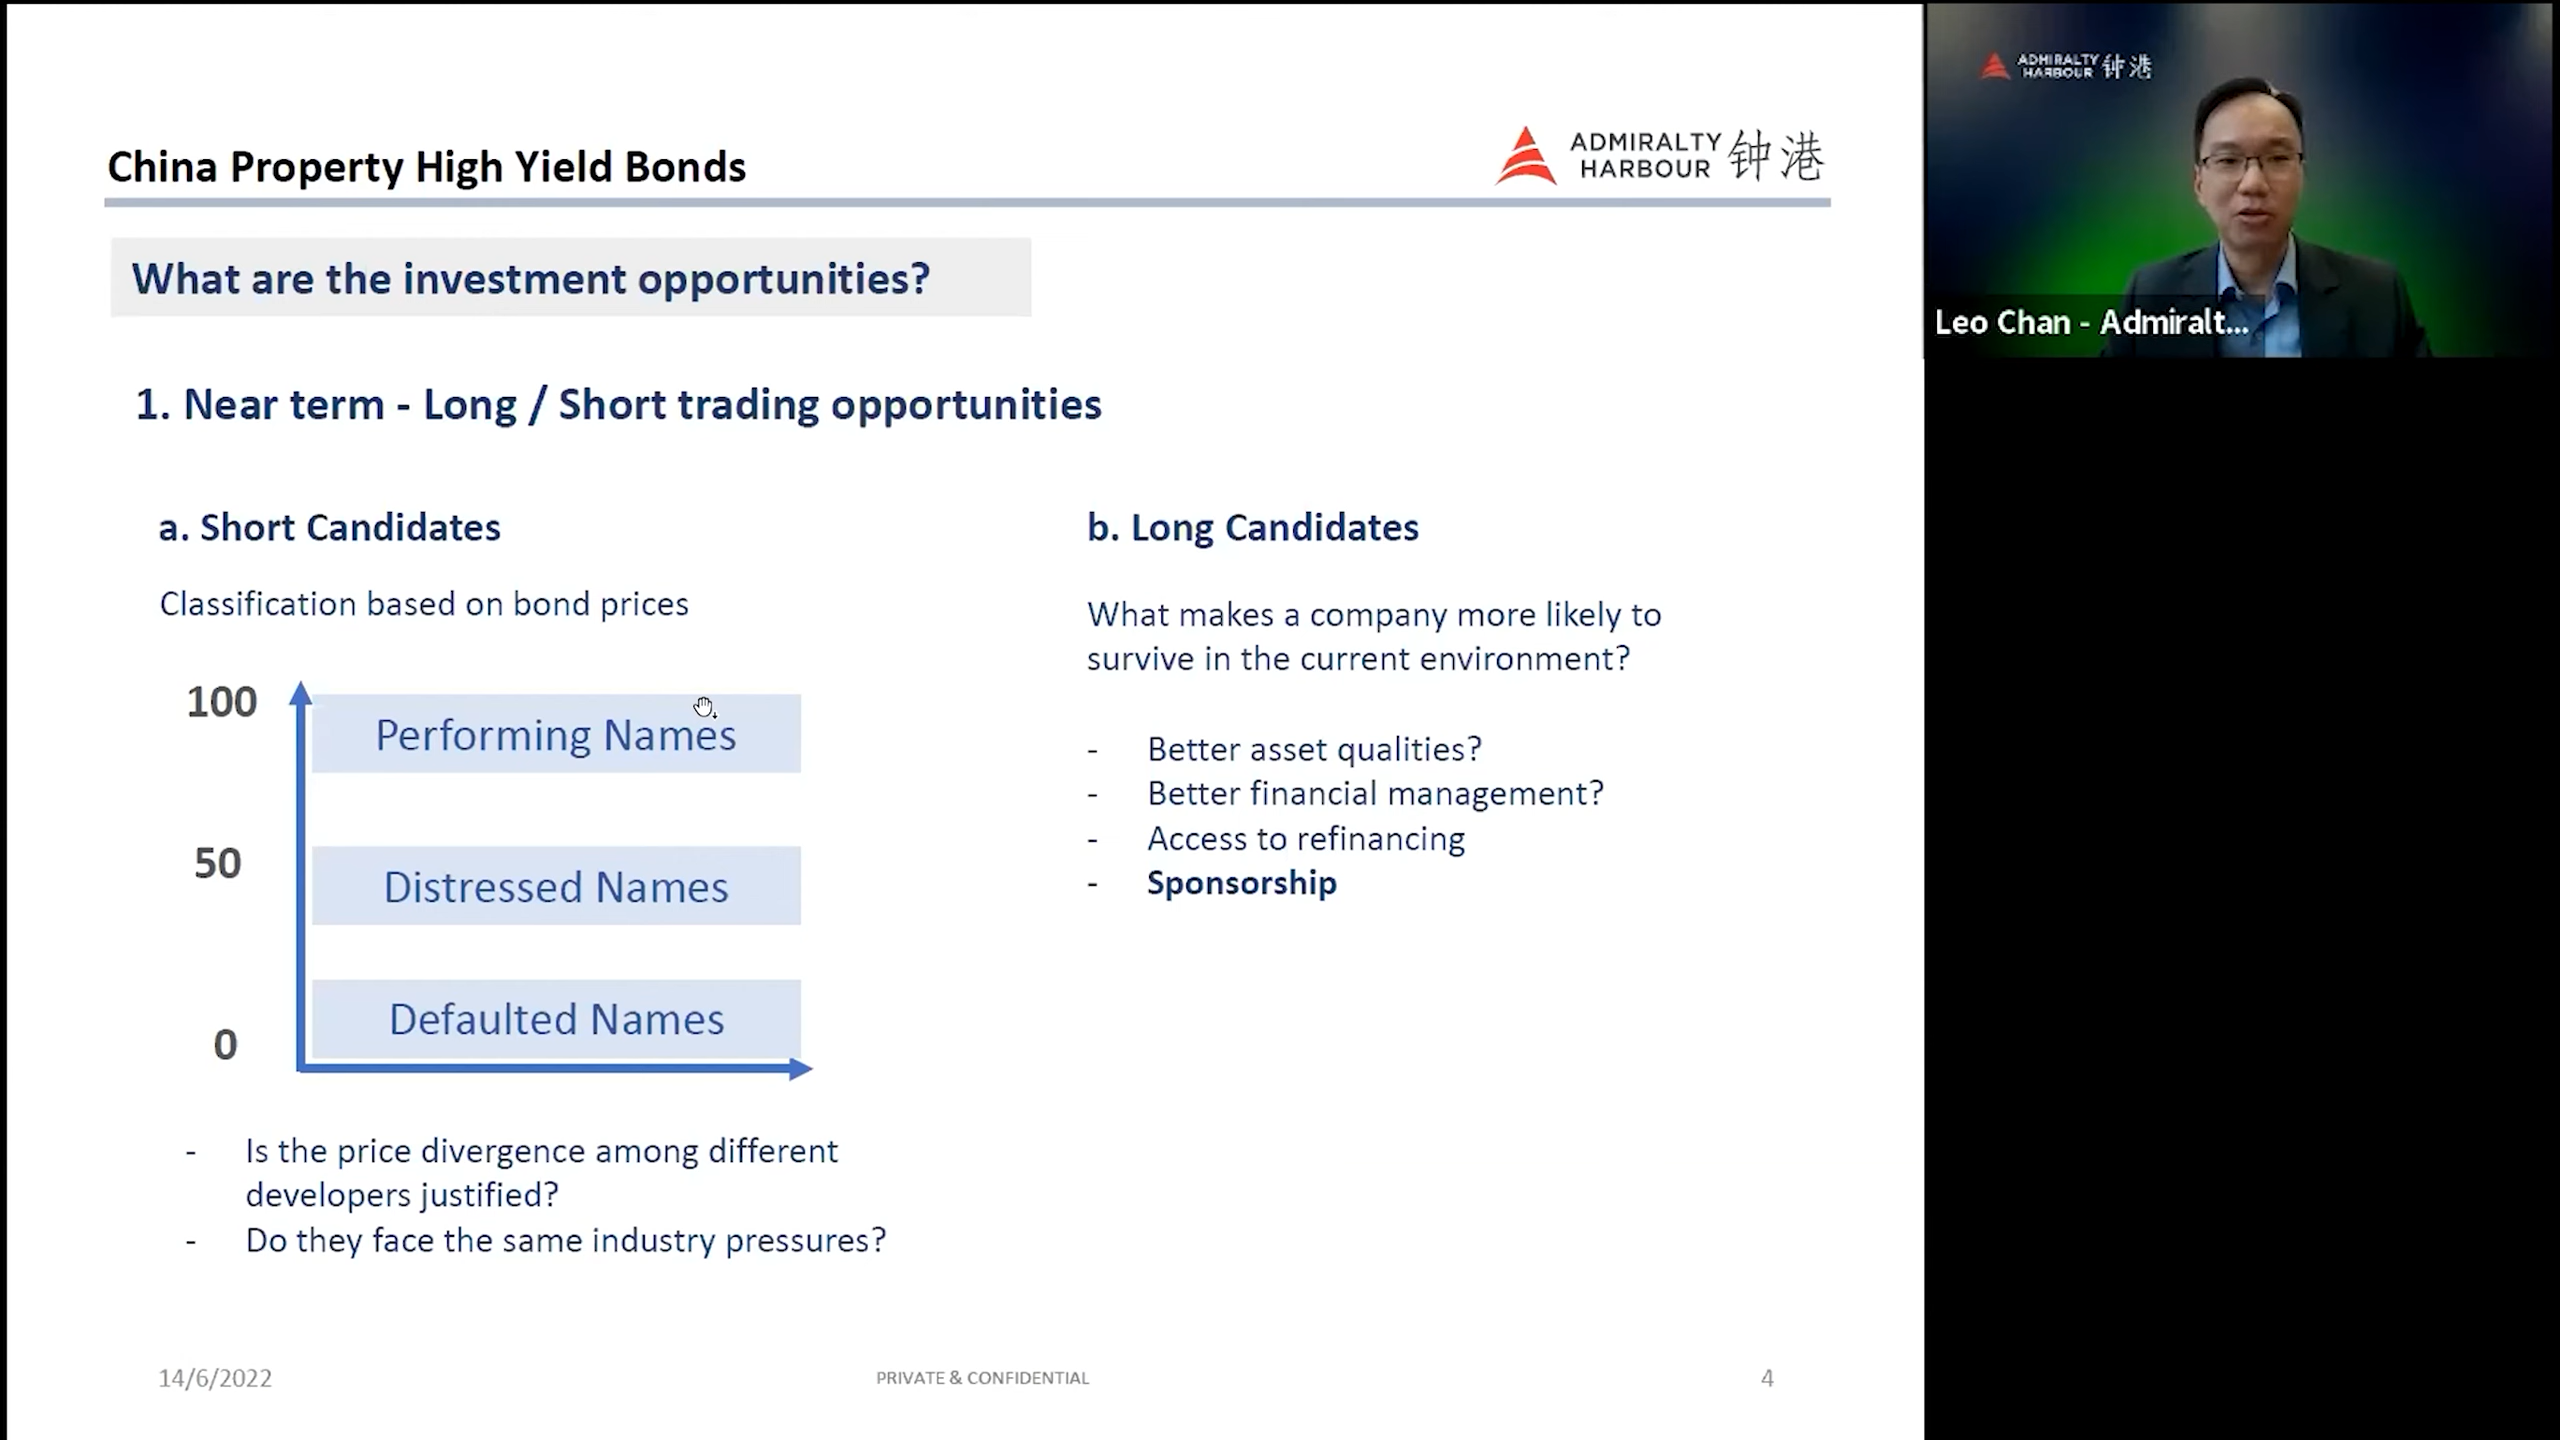 China Property High Yield Bonds
ADMIRALTY
HARBOUR 钟港
What are the investment opportunities?
1. Near term - Long / Short trading opportunities
a. Short Candidates
Classification based on bond prices
100
Performing Names
50
Distressed Names
Defaulted Names
0
- Is the price divergence among different
developers justified?
- Do they face the same industry pressures?
b. Long Candidates
What makes a company more likely to
survive in the current environment?
- Better asset qualities?
- Better financial management?
- Access to refinancing
- Sponsorship
14/6/2022
PRIVATE & CONFIDENTIAL
4
ADMIRALTY
HARBOUR 钟港
Leo Chan - Admiralt...